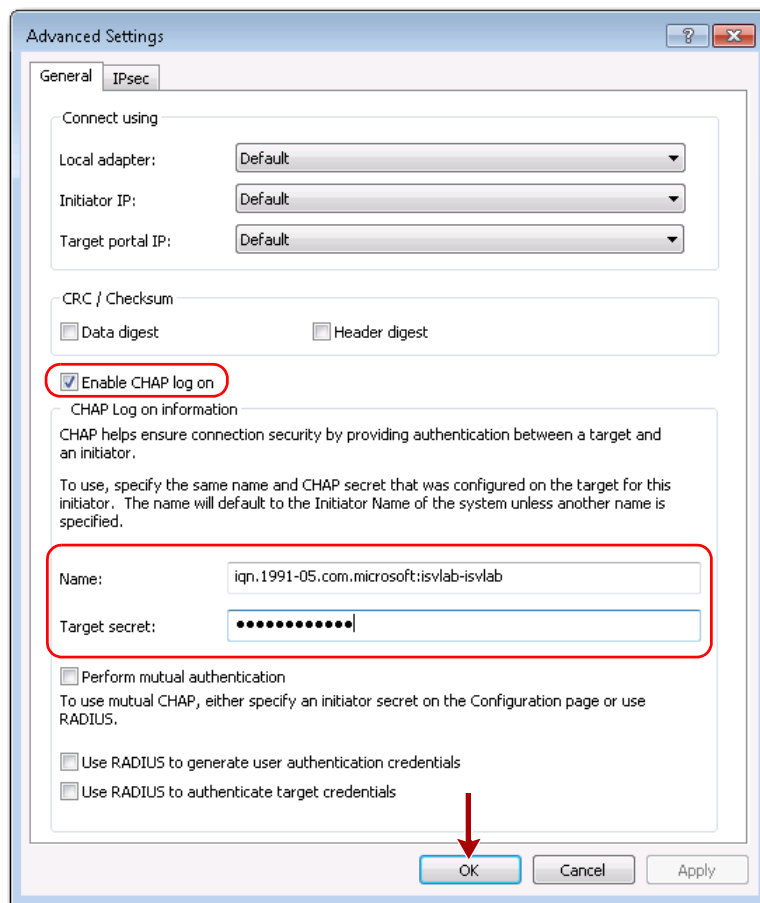 Advanced Settings
?
General
IPsec
Connect using
Local adapter:
Default
Initiator IP:
Default
Target portal IP:
Default
CRC / Checksum
Data digest
Header digest
Enable CHAP log on
CHAP Log on information
CHAP helps ensure connection security by providing authentication between a target and
an initiator.
To use, specify the same name and CHAP secret that was configured on the target for this
initiator. The name will default to the Initiator Name of the system unless another name is
specified.
Name:
iqn.1991-05.com.microsoft:isvlab-isvlab
Target secret:
●●●●●●●●●●●●
Perform mutual authentication
To use mutual CHAP, either specify an initiator secret on the Configuration page or use
RADIUS.
Use RADIUS to generate user authentication credentials
Use RADIUS to authenticate target credentials
OK
Cancel
Apply